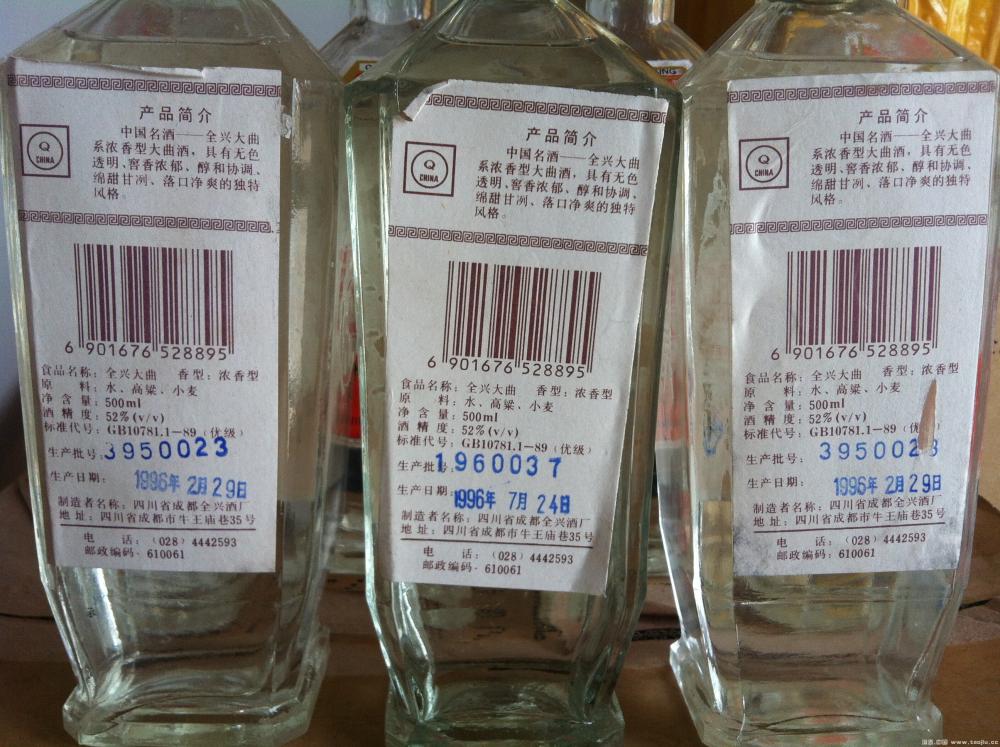 产品简介
Q
CHINA
中国名酒——全兴大曲
系浓香型大曲酒，具有无色
透明、窖香浓郁、醇和协调、
绵甜甘冽、落口净爽的独特
风格。
6 901676 528895
食品名称：全兴大曲 香型：浓香型
原 料：水、高粱、小麦
净 含 量：500ml
酒 精 度：52%(v/v)
标准代号：GB10781.1—89（优级）
生产批号：3950023
生产日期：1996年 2月29日
制造者名称：四川省成都全兴酒厂
地 址：四川省成都市牛王庙巷35号
电 话：（028）4442593
邮政编码：610061
产品简介
Q
CHINA
中国名酒——全兴大曲
系浓香型大曲酒，具有无色
透明、窖香浓郁、醇和协调、
绵甜甘冽、落口净爽的独特
风格。
6 901676 528895
食品名称：全兴大曲 香型：浓香型
原 料：水、高粱、小麦
净 含 量：500ml
酒 精 度：52%(v/v)
标准代号：GB10781.1—89（优级）
生产批号：1960037
生产日期：1996年 7月24日
制造者名称：四川省成都全兴酒厂
地 址：四川省成都市牛王庙巷35号
电 话：（028）4442593
邮政编码：610061
产品简介
Q
CHINA
中国名酒——全兴大曲
系浓香型大曲酒，具有无色
透明、窖香浓郁、醇和协调、
绵甜甘冽、落口净爽的独特
风格。
6 901676 528895
食品名称：全兴大曲 香型：浓香型
原 料：水、高粱、小麦
净 含 量：500ml
酒 精 度：52%(v/v)
标准代号：GB10781.1—89（优
生产批号：3950023
生产日期：1996年 2月29日
制造者名称：四川省成都全兴酒厂
地 址：四川省成都市牛王庙巷35号
电 话：（028）4442593
邮政编码：610061
www.taojiu.cc